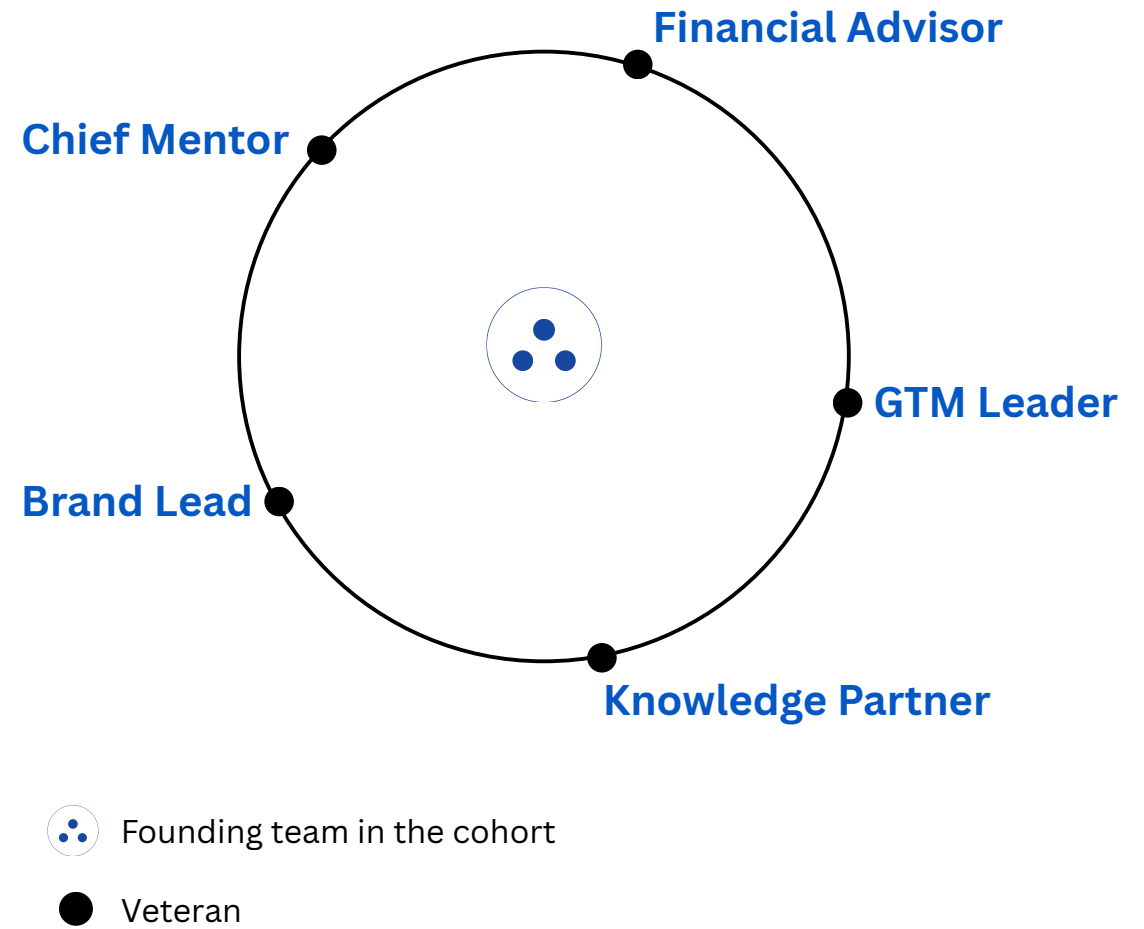 Financial Advisor
Chief Mentor
GTM Leader
Brand Lead
Knowledge Partner
Founding team in the cohort
Veteran